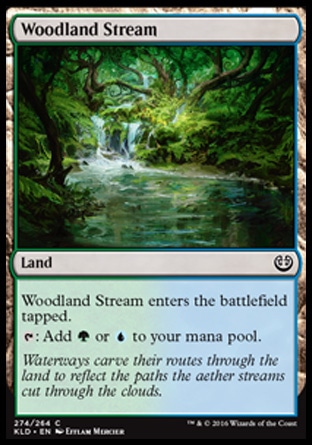 Woodland Stream
Land
Woodland Stream enters the battlefield
tapped.
: Add or to your mana pool.
Waterways carve their routes through the
land to reflect the paths the aether streams
cut through the clouds.
274/264 C
KLD • EN Efflam Mercier
™ & © 2016 Wizards of the Coast